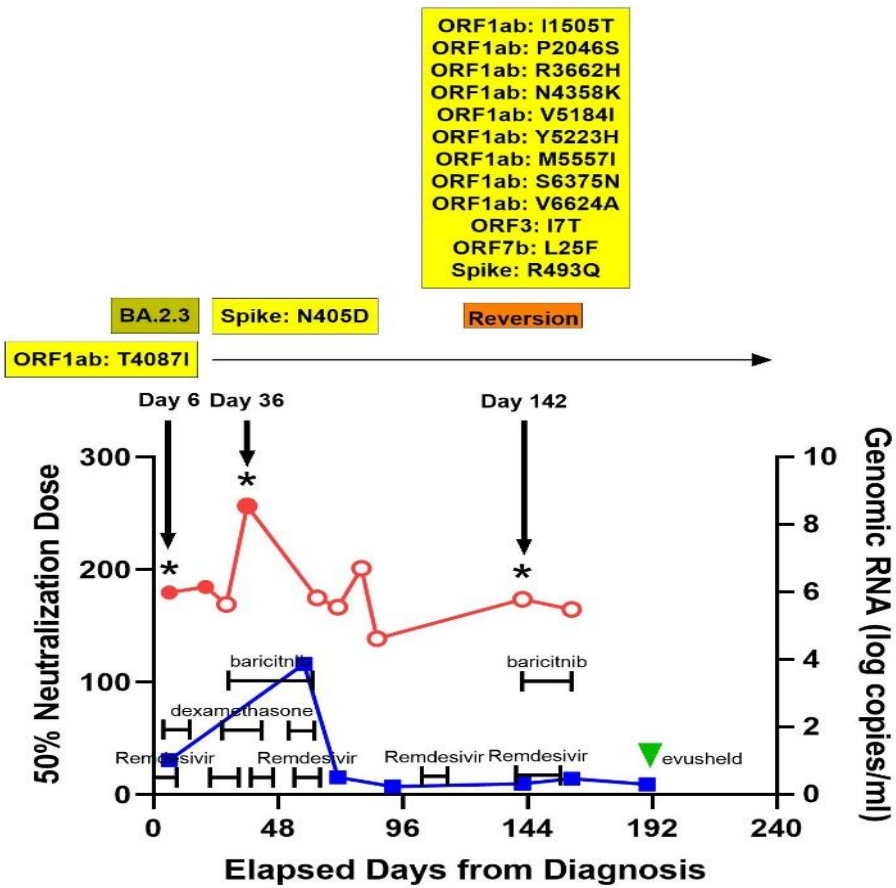 ORF1ab: I1505T
ORF1ab: P2046S
ORF1ab: R3662H
ORF1ab: N4358K
ORF1ab: V5184I
ORF1ab: Y5223H
ORF1ab: M5557I
ORF1ab: S6375N
ORF1ab: V6624A
ORF3: I7T
ORF7b: L25F
Spike: R493Q
BA.2.3
Spike: N405D
Reversion
ORF1ab: T4087I
Day 6
Day 36
Day 142
50% Neutralization Dose
300
200
100
0
*
*
*
baricitnib
baricitnib
dexamethasone
Remdesivir
Remdesivir
Remdesivir
Remdesivir
evusheld
10
8
6
4
2
0
Genomic RNA (log copies/ml)
0
48
96
144
192
240
Elapsed Days from Diagnosis